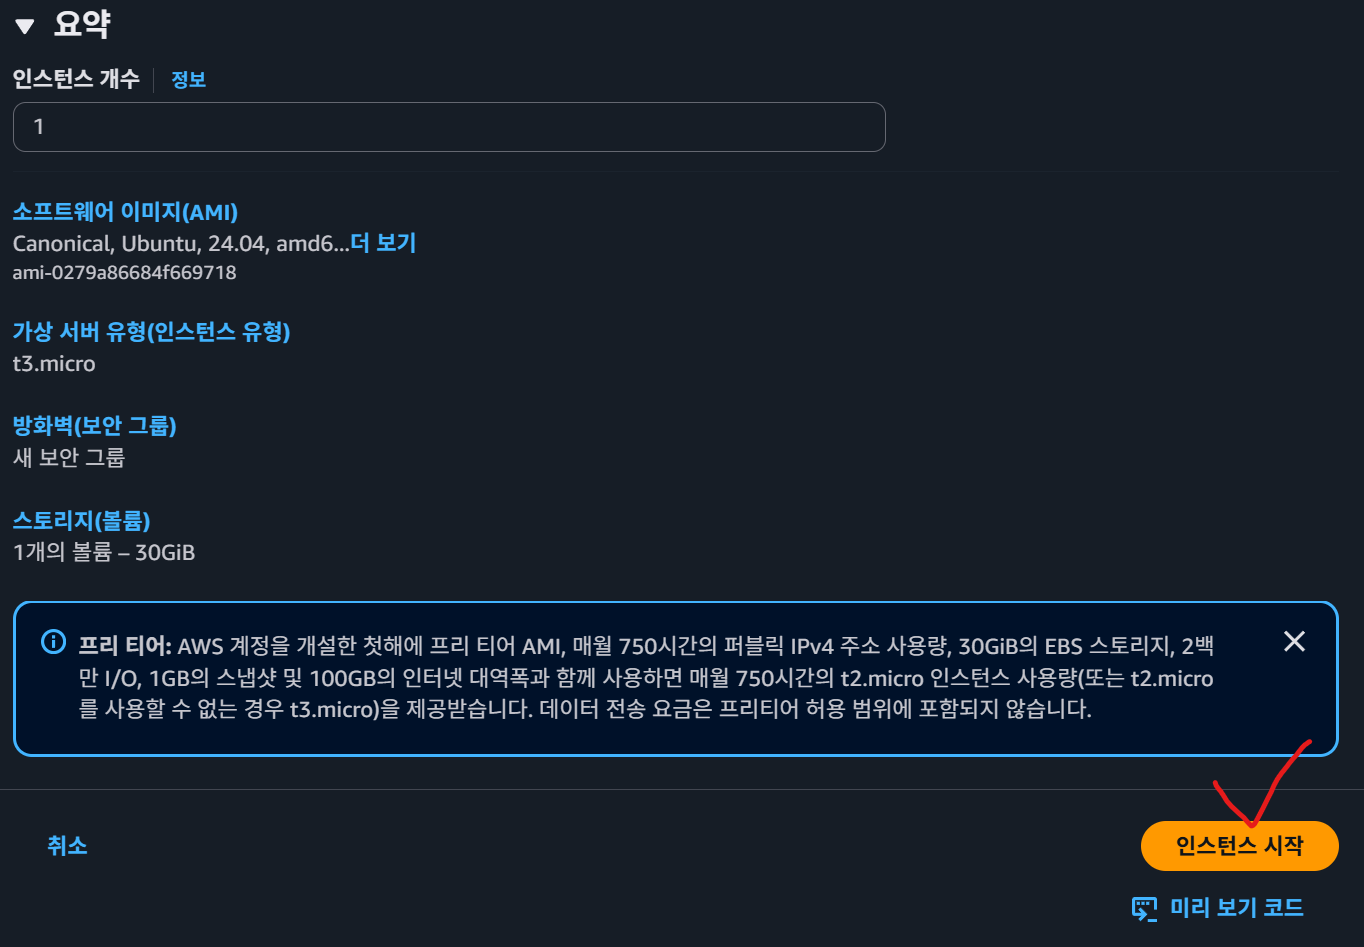 요약
인스턴스 개수
정보
1
소프트웨어 이미지(AMI)
Canonical, Ubuntu, 24.04, amd6...더 보기
ami-0279a86684f669718
가상 서버 유형(인스턴스 유형)
t3.micro
방화벽(보안 그룹)
새 보안 그룹
스토리지(볼륨)
1개의 볼륨 – 30GiB
프리 티어: AWS 계정을 개설한 첫해에 프리 티어 AMI, 매월 750시간의 퍼블릭 IPv4 주소 사용량, 30GiB의 EBS 스토리지, 2백
만 I/O, 1GB의 스냅샷 및 100GB의 인터넷 대역폭과 함께 사용하면 매월 750시간의 t2.micro 인스턴스 사용량(또는 t2.micro
를 사용할 수 없는 경우 t3.micro)을 제공받습니다. 데이터 전송 요금은 프리티어 허용 범위에 포함되지 않습니다.
취소
인스턴스 시작
미리 보기 코드